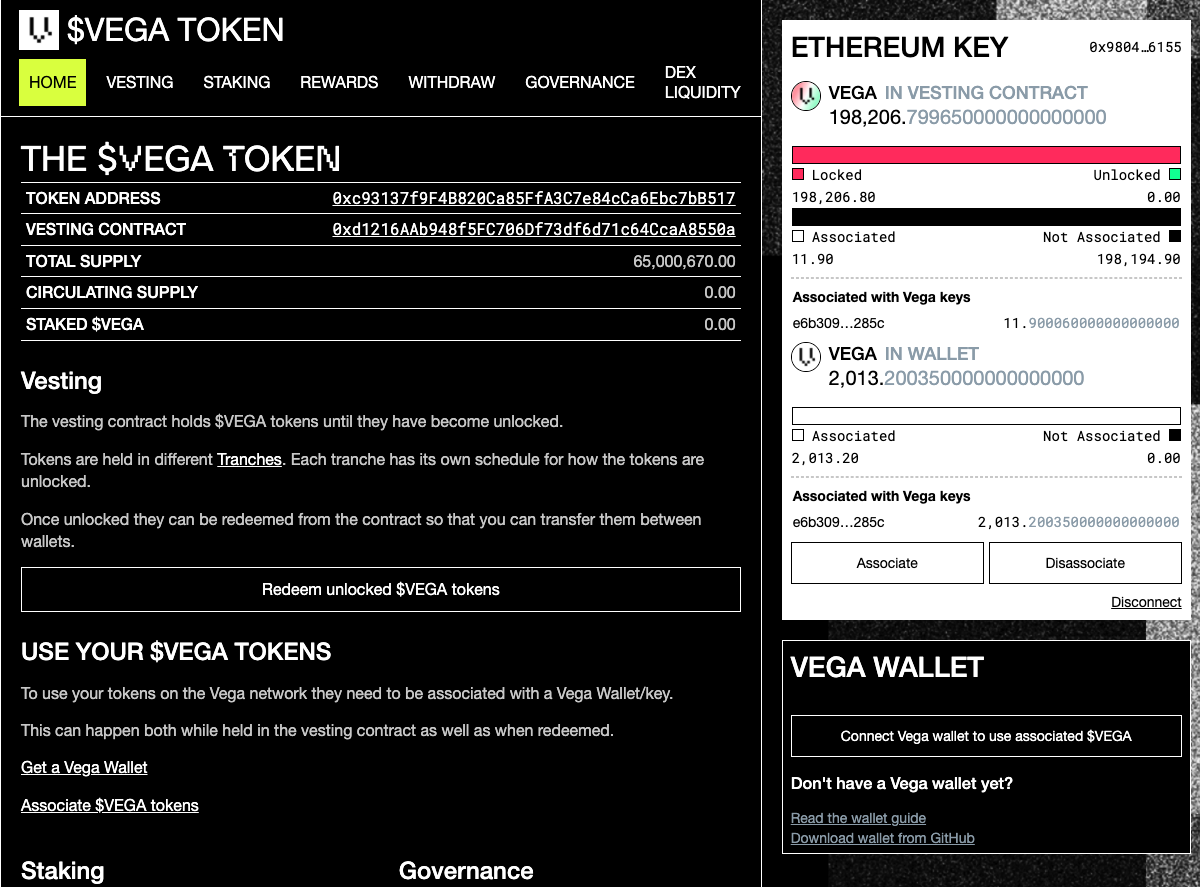 $VEGA TOKEN
HOME VESTING STAKING REWARDS WITHDRAW GOVERNANCE DEX LIQUIDITY
THE $VEGA TOKEN
TOKEN ADDRESS 0xc93137f9F4B820Ca85FfA3C7e84cCa6Ebc7bB517
VESTING CONTRACT 0xd1216AAb948f5FC706Df73df6d71c64CcaA8550a
TOTAL SUPPLY 65,000,670.00
CIRCULATING SUPPLY 0.00
STAKED $VEGA 0.00
Vesting
The vesting contract holds $VEGA tokens until they have become unlocked.
Tokens are held in different Tranches. Each tranche has its own schedule for how the tokens are
unlocked.
Once unlocked they can be redeemed from the contract so that you can transfer them between
wallets.
Redeem unlocked $VEGA tokens
USE YOUR $VEGA TOKENS
To use your tokens on the Vega network they need to be associated with a Vega Wallet/key.
This can happen both while held in the vesting contract as well as when redeemed.
Get a Vega Wallet
Associate $VEGA tokens
Staking Governance
ETHEREUM KEY 0x9804…6155
VEGA IN VESTING CONTRACT
198,206.799650000000000000
Locked Unlocked
198,206.80 0.00
Associated Not Associated
11.90 198,194.90
Associated with Vega keys
e6b309…285c 11.900060000000000000
VEGA IN WALLET
2,013.200350000000000000
Associated Not Associated
2,013.20 0.00
Associated with Vega keys
e6b309…285c 2,013.200350000000000000
Associate Disassociate
Disconnect
VEGA WALLET
Connect Vega wallet to use associated $VEGA
Don't have a Vega wallet yet?
Read the wallet guide
Download wallet from GitHub